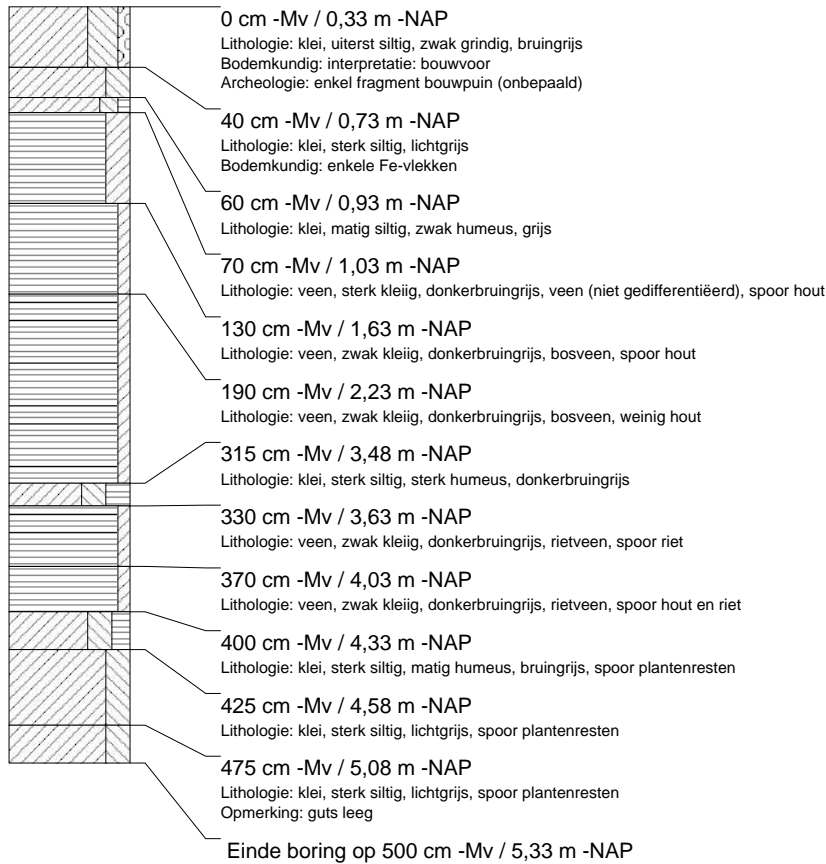 0 cm -Mv / 0,33 m -NAP
Lithologie: klei, uiterst siltig, zwak grindig, bruingrijs
Bodemkundig: interpretatie: bouwvoor
Archeologie: enkel fragment bouwpuin (onbepaald)
40 cm -Mv / 0,73 m -NAP
Lithologie: klei, sterk siltig, lichtgrijs
Bodemkundig: enkele Fe-vlekken
60 cm -Mv / 0,93 m -NAP
Lithologie: klei, matig siltig, zwak humeus, grijs
70 cm -Mv / 1,03 m -NAP
Lithologie: veen, sterk kleiig, donkerbruingrijs, veen (niet gedifferentiëerd), spoor hout
130 cm -Mv / 1,63 m -NAP
Lithologie: veen, zwak kleiig, donkerbruingrijs, bosveen, spoor hout
190 cm -Mv / 2,23 m -NAP
Lithologie: veen, zwak kleiig, donkerbruingrijs, bosveen, weinig hout
315 cm -Mv / 3,48 m -NAP
Lithologie: klei, sterk siltig, sterk humeus, donkerbruingrijs
330 cm -Mv / 3,63 m -NAP
Lithologie: veen, zwak kleiig, donkerbruingrijs, rietveen, spoor riet
370 cm -Mv / 4,03 m -NAP
Lithologie: veen, zwak kleiig, donkerbruingrijs, rietveen, spoor hout en riet
400 cm -Mv / 4,33 m -NAP
Lithologie: klei, sterk siltig, matig humeus, bruingrijs, spoor plantenresten
425 cm -Mv / 4,58 m -NAP
Lithologie: klei, sterk siltig, lichtgrijs, spoor plantenresten
475 cm -Mv / 5,08 m -NAP
Lithologie: klei, sterk siltig, lichtgrijs, spoor plantenresten
Opmerking: guts leeg
Einde boring op 500 cm -Mv / 5,33 m -NAP